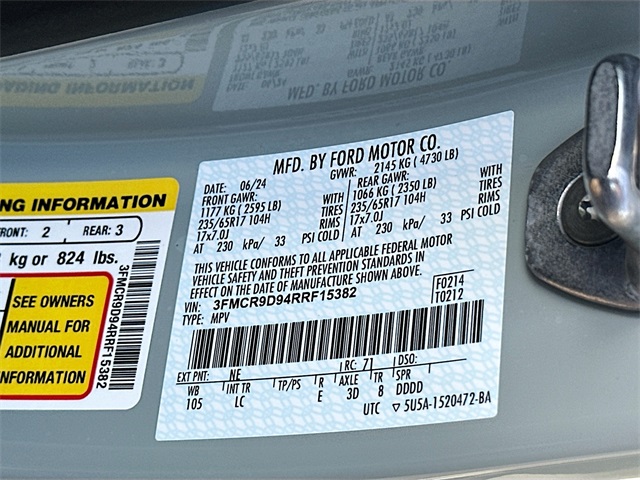 MFD. BY FORD MOTOR CO.
DATE: 06/24
GVWR: 2145 KG ( 4730 LB)
FRONT GAWR:
REAR GAWR:
1177 KG ( 2595 LB) WITH
1066 KG ( 2350 LB) WITH
235/65R17 104H TIRES
235/65R17 104H TIRES
17x7.0J RIMS
17x7.0J RIMS
AT 230 kPa/ 33 PSI COLD
AT 230 kPa/ 33 PSI COLD
THIS VEHICLE CONFORMS TO ALL APPLICABLE FEDERAL MOTOR
VEHICLE SAFETY AND THEFT PREVENTION STANDARDS IN
EFFECT ON THE DATE OF MANUFACTURE SHOWN ABOVE.
VIN: 3FMCR9D94RRF15382
TYPE: MPV
F0214
T0212
EXT PNT: NE RC: 71 DSO:
WB INT TR TP/PS R AXLE TR SPR
105 LC E 3D 8 DDDD
UTC ▽ 5U5A-1520472-BA
NG INFORMATION
FRONT: 2 REAR: 3
kg or 824 lbs.
SEE OWNERS
MANUAL FOR
ADDITIONAL
INFORMATION
3FMCR9D94RRF15382